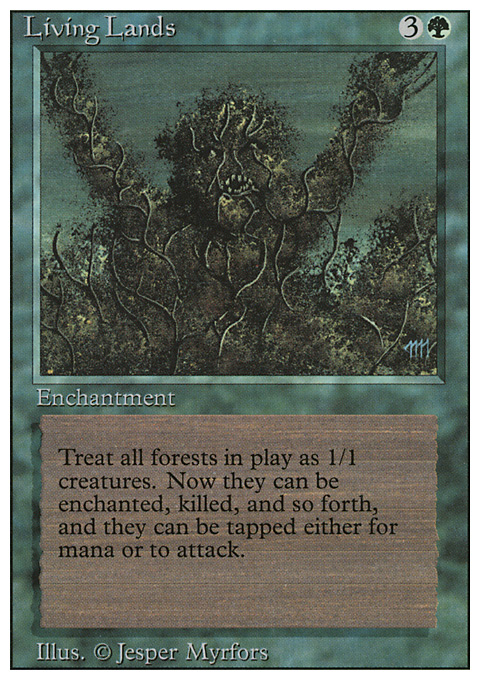 Living Lands 3
Enchantment
Treat all forests in play as 1/1
creatures. Now they can be
enchanted, killed, and so forth,
and they can be tapped either for
mana or to attack.
Illus. © Jesper Myrfors